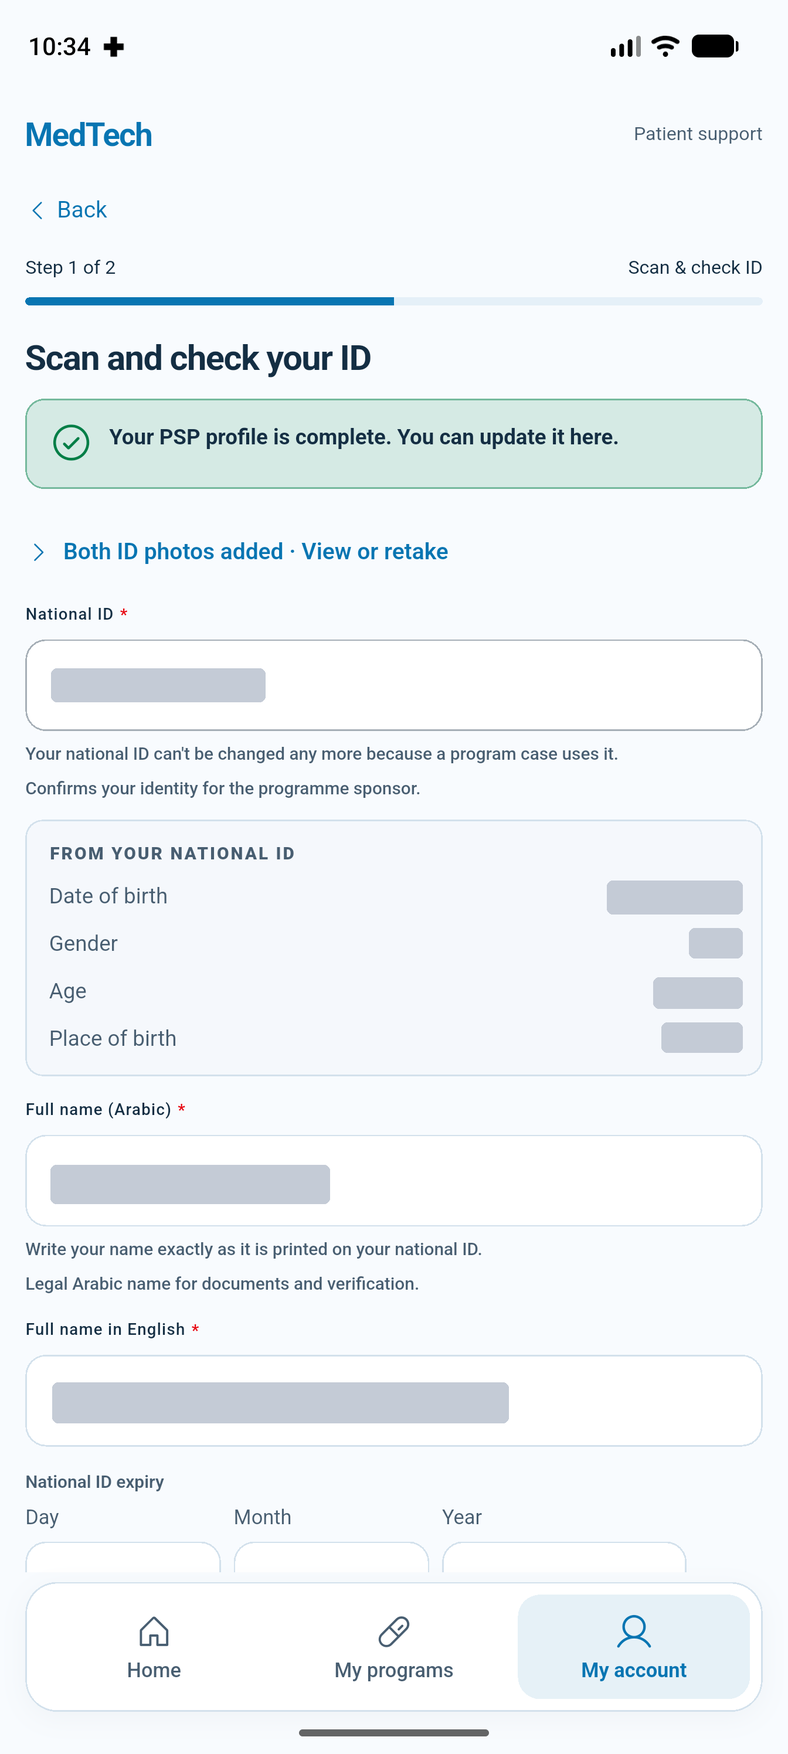 10:34
MedTech
Patient support
Back
Step 1 of 2
Scan & check ID
Scan and check your ID
Your PSP profile is complete. You can update it here.
Both ID photos added · View or retake
National ID *
Your national ID can't be changed any more because a program case uses it.
Confirms your identity for the programme sponsor.
FROM YOUR NATIONAL ID
Date of birth
Gender
Age
Place of birth
Full name (Arabic) *
Write your name exactly as it is printed on your national ID.
Legal Arabic name for documents and verification.
Full name in English *
National ID expiry
Day Month Year
Home My programs My account